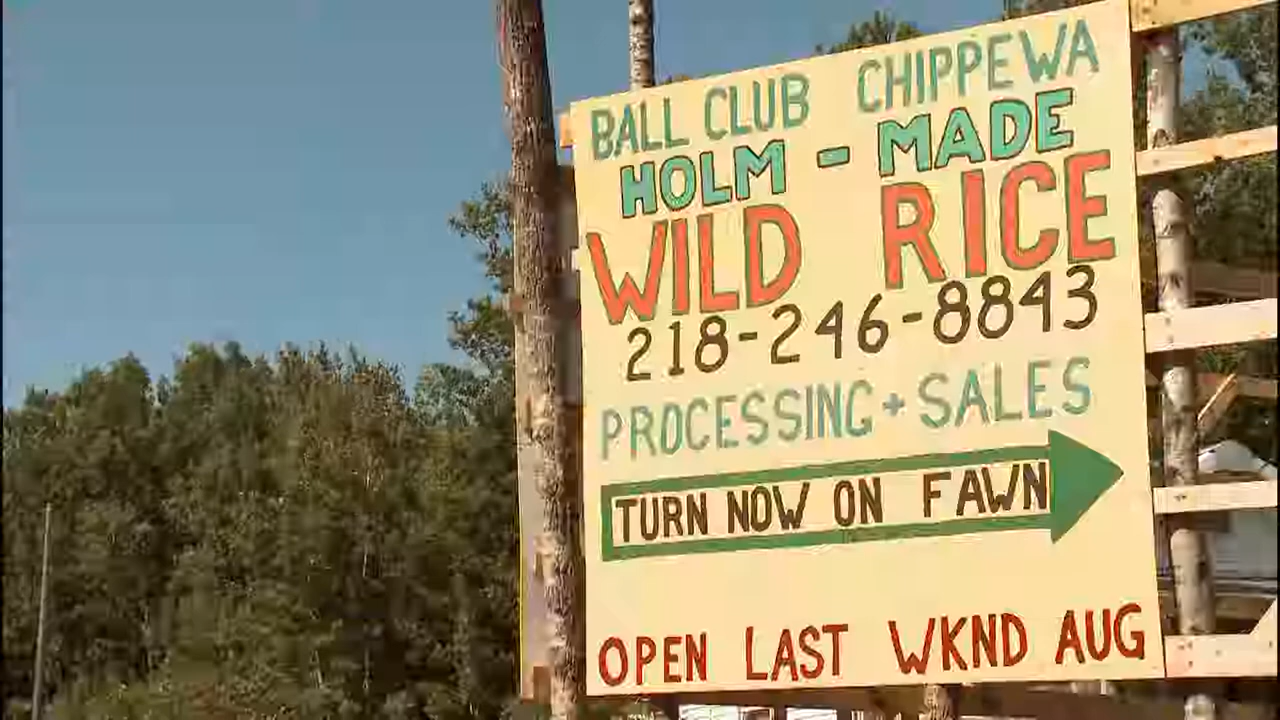 BALL CLUB CHIPPEWA
HOLM - MADE
WILD RICE
218-246-8843
PROCESSING + SALES
TURN NOW ON FAWN
OPEN LAST WKND AUG